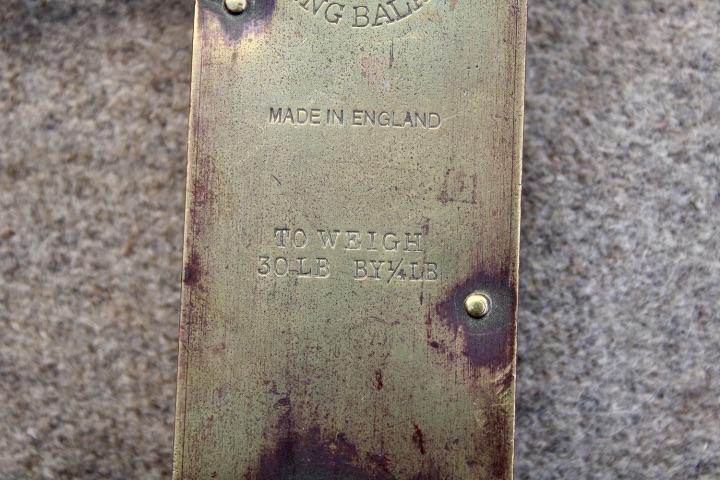 MADE IN ENGLAND
TO WEIGH
30 LB BY ¼ LB